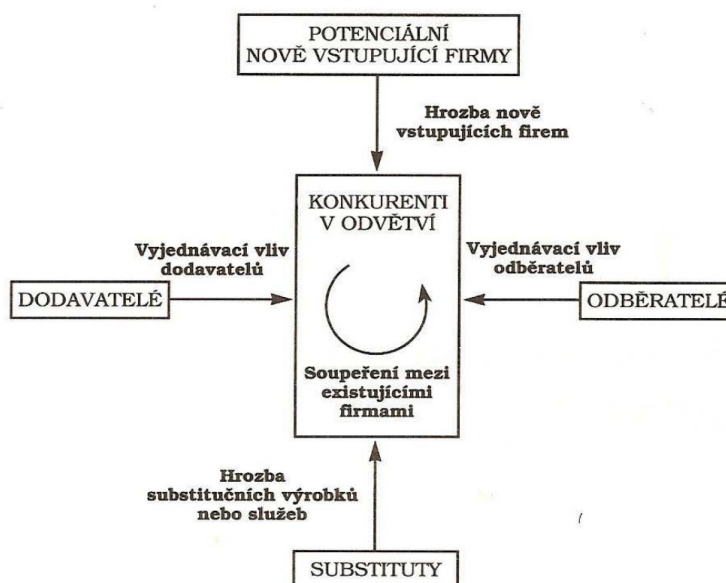 POTENCIÁLNÍ
NOVĚ VSTUPUJÍCÍ FIRMY
Hrozba nově
vstupujících firem
KONKURENTI
V ODVĚTVÍ
Vyjednávací vliv
dodavatelů
Vyjednávací vliv
odběratelů
DODAVATELÉ
ODBĚRATELÉ
Soupeření mezi
existujícími
firmami
Hrozba
substitučních výrobků
nebo služeb
SUBSTITUTY